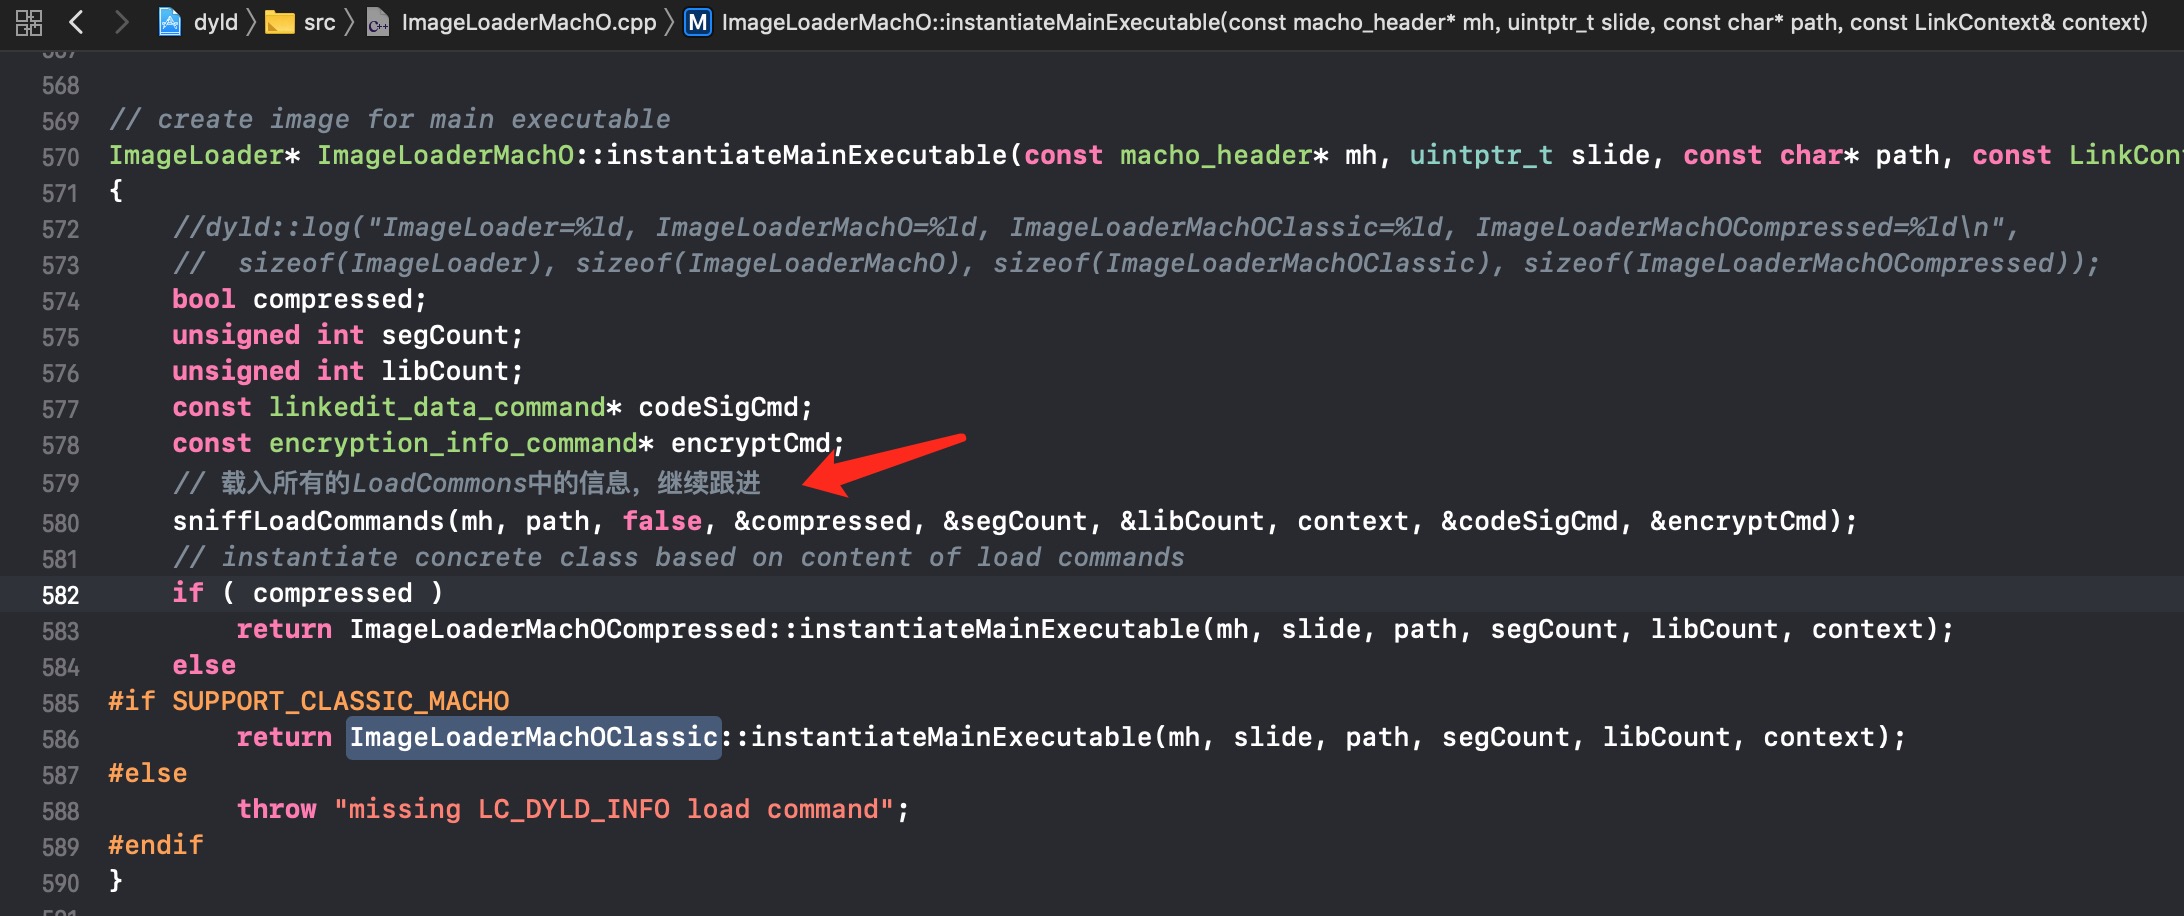 dyld src ImageLoaderMachO.cpp M ImageLoaderMachO::instantiateMainExecutable(const macho_header* mh, uintptr_t slide, const char* path, const LinkContext& context)
568
569 // create image for main executable
570 ImageLoader* ImageLoaderMachO::instantiateMainExecutable(const macho_header* mh, uintptr_t slide, const char* path, const LinkCon
571 {
572 //dyld::log("ImageLoader=%ld, ImageLoaderMachO=%ld, ImageLoaderMachOClassic=%ld, ImageLoaderMachOCompressed=%ld\n",
573 //  sizeof(ImageLoader), sizeof(ImageLoaderMachO), sizeof(ImageLoaderMachOClassic), sizeof(ImageLoaderMachOCompressed));
574 bool compressed;
575 unsigned int segCount;
576 unsigned int libCount;
577 const linkedit_data_command* codeSigCmd;
578 const encryption_info_command* encryptCmd;
579 // 载入所有的LoadCommons中的信息，继续跟进
580 sniffLoadCommands(mh, path, false, &compressed, &segCount, &libCount, context, &codeSigCmd, &encryptCmd);
581 // instantiate concrete class based on content of load commands
582 if ( compressed )
583 return ImageLoaderMachOCompressed::instantiateMainExecutable(mh, slide, path, segCount, libCount, context);
584 else
585 #if SUPPORT_CLASSIC_MACHO
586 return ImageLoaderMachOClassic::instantiateMainExecutable(mh, slide, path, segCount, libCount, context);
587 #else
588 throw "missing LC_DYLD_INFO load command";
589 #endif
590 }